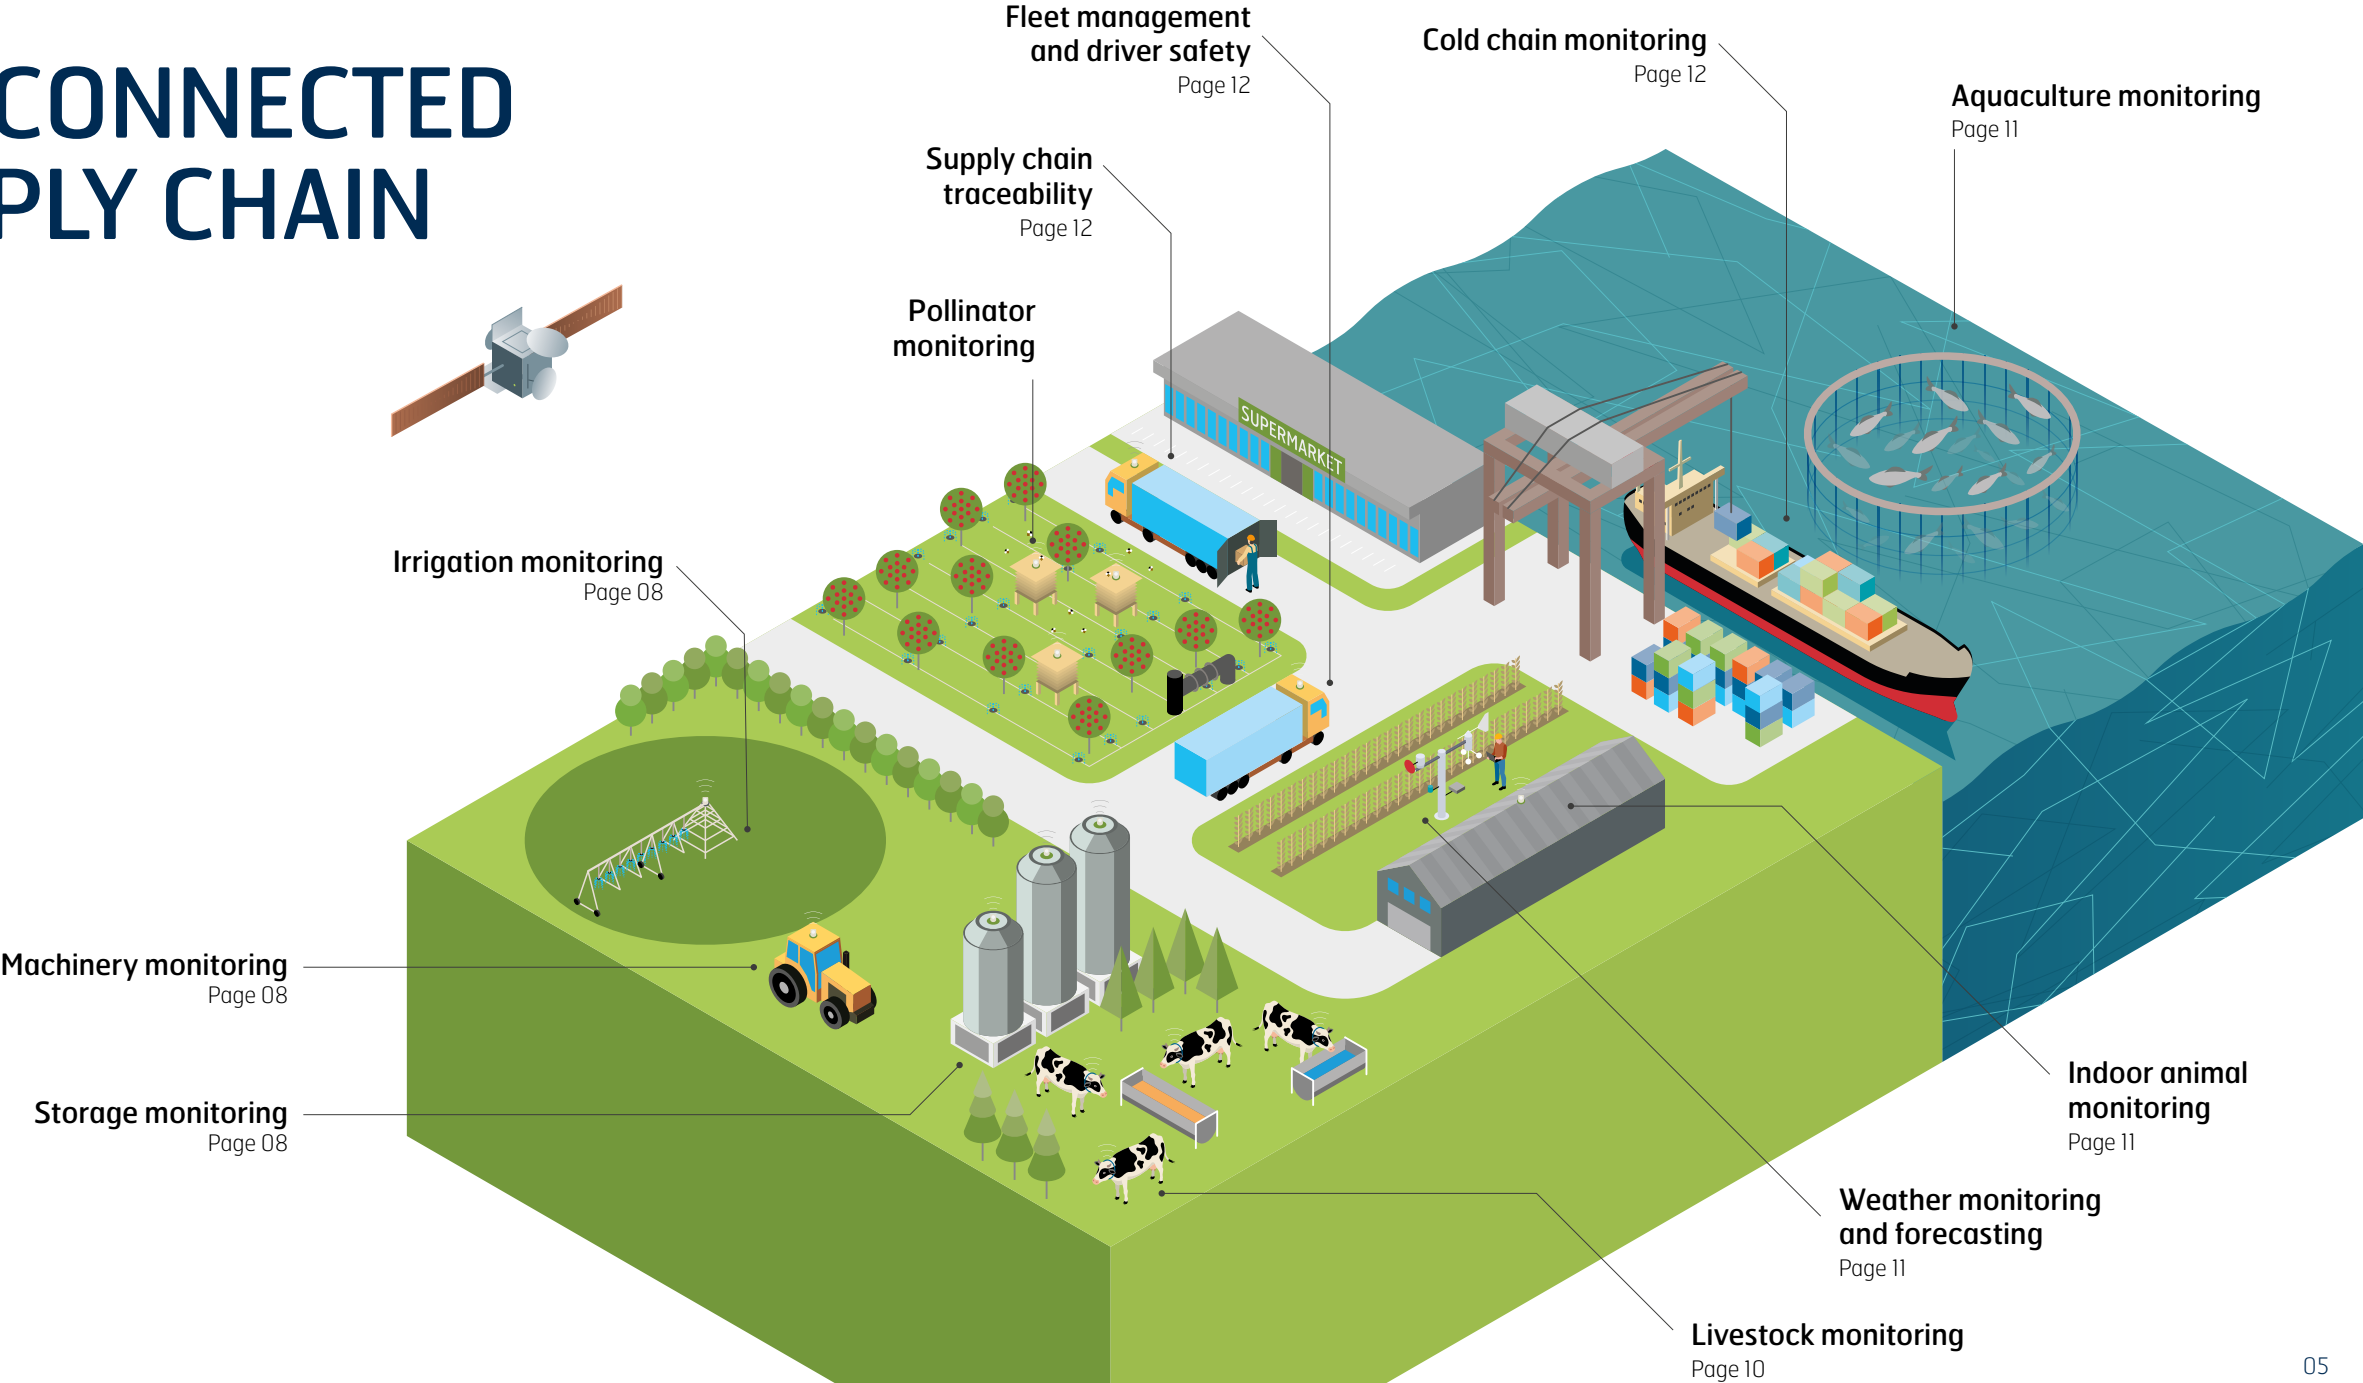 CONNECTED
PLY CHAIN
Fleet management
and driver safety
Page 12
Cold chain monitoring
Page 12
Aquaculture monitoring
Page 11
Supply chain
traceability
Page 12
Pollinator
monitoring
SUPERMARKET
Irrigation monitoring
Page 08
Machinery monitoring
Page 08
Storage monitoring
Page 08
Indoor animal
monitoring
Page 11
Weather monitoring
and forecasting
Page 11
Livestock monitoring
Page 10
05